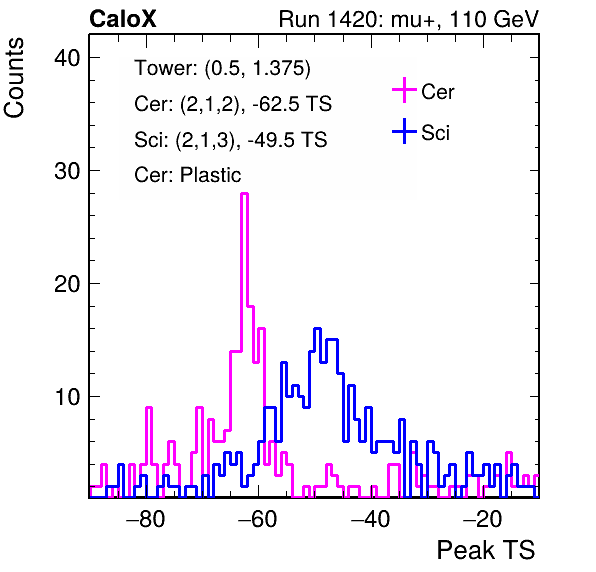 CaloX Run 1420: mu+, 110 GeV
Counts
40
30
20
10
Tower: (0.5, 1.375)
Cer: (2,1,2), -62.5 TS
Sci: (2,1,3), -49.5 TS
Cer: Plastic
Cer
Sci
−80 −60 −40 −20
Peak TS